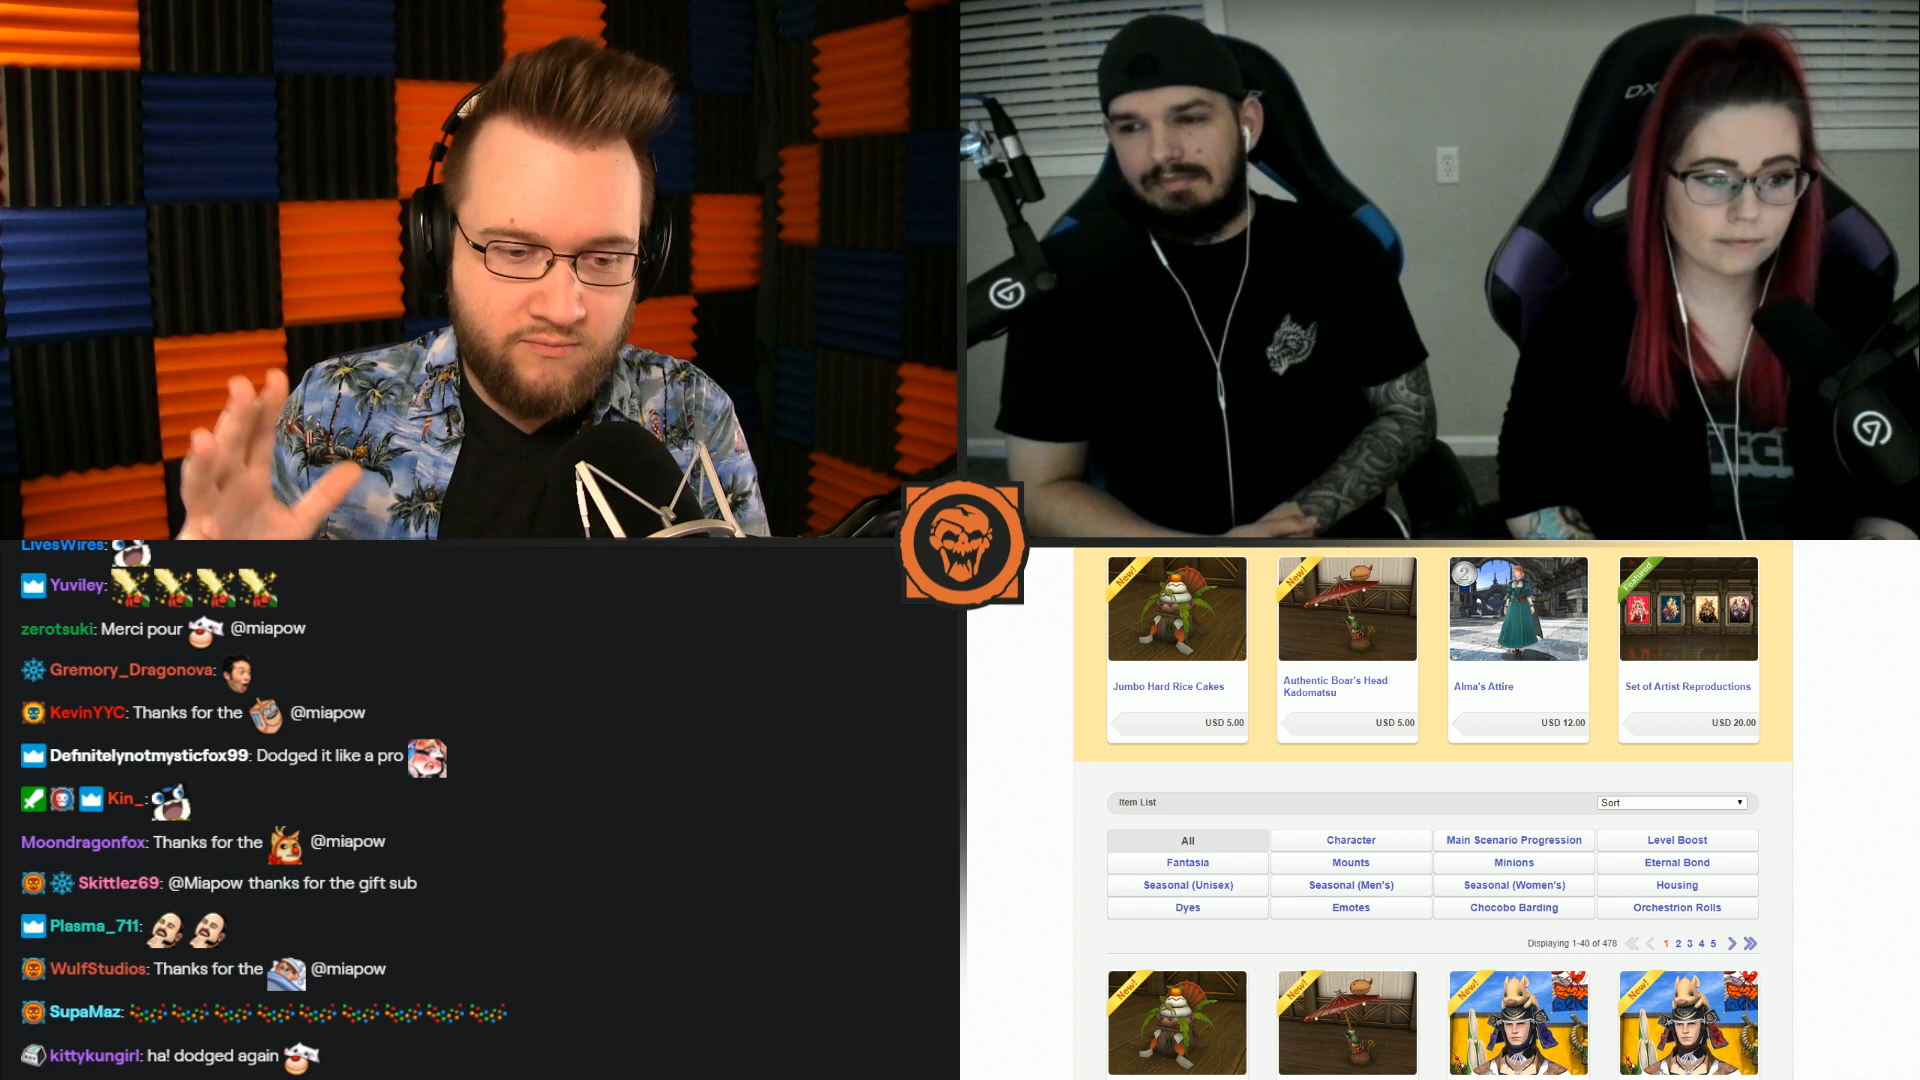 DX
LivesWires:
Yuviley:
zerotsuki: Merci pour @miapow
Gremory_Dragonova:
KevinYYC: Thanks for the @miapow
Definitelynotmysticfox99: Dodged it like a pro
Kin_:
Moondragonfox: Thanks for the @miapow
Skittlez69: @Miapow thanks for the gift sub
Plasma_711:
WulfStudios: Thanks for the @miapow
SupaMaz:
kittykungirl: ha! dodged again
New!
New!
2
Featured
Jumbo Hard Rice Cakes
Authentic Boar's Head
Kadomatsu
Alma's Attire
Set of Artist Reproductions
USD 5.00
USD 5.00
USD 12.00
USD 20.00
Item List
Sort
All
Character
Main Scenario Progression
Level Boost
Fantasia
Mounts
Minions
Eternal Bond
Seasonal (Unisex)
Seasonal (Men's)
Seasonal (Women's)
Housing
Dyes
Emotes
Chocobo Barding
Orchestrion Rolls
Displaying 1-40 of 478
1 2 3 4 5
New!
New!
New!
New!